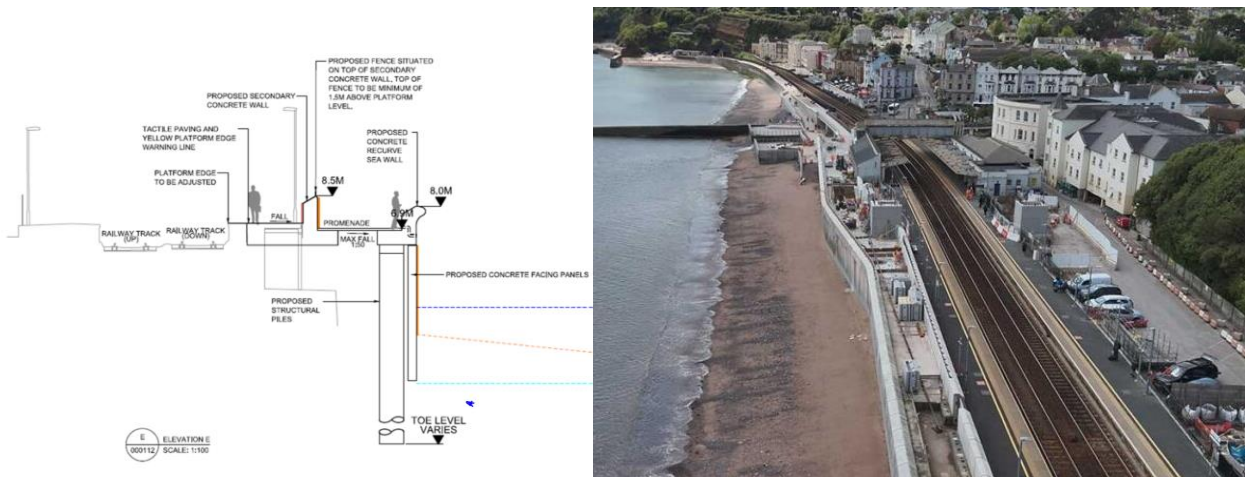 PROPOSED FENCE SITUATED
ON TOP OF SECONDARY
CONCRETE WALL, TOP OF
FENCE TO BE MINIMUM OF
1.5M ABOVE PLATFORM
LEVEL.
PROPOSED SECONDARY
CONCRETE WALL
TACTILE PAVING AND
YELLOW PLATFORM EDGE
WARNING LINE
PROPOSED
CONCRETE
RECURVE
SEA WALL
PLATFORM EDGE
TO BE ADJUSTED
8.5M
8.0M
FALL
PROMENADE
6.9M
RAILWAY TRACK
(UP)
RAILWAY TRACK
(DOWN)
MAX FALL
1:50
PROPOSED CONCRETE FACING PANELS
PROPOSED
STRUCTURAL
PILES
TOE LEVEL
VARIES
E
000112
ELEVATION E
SCALE: 1:100